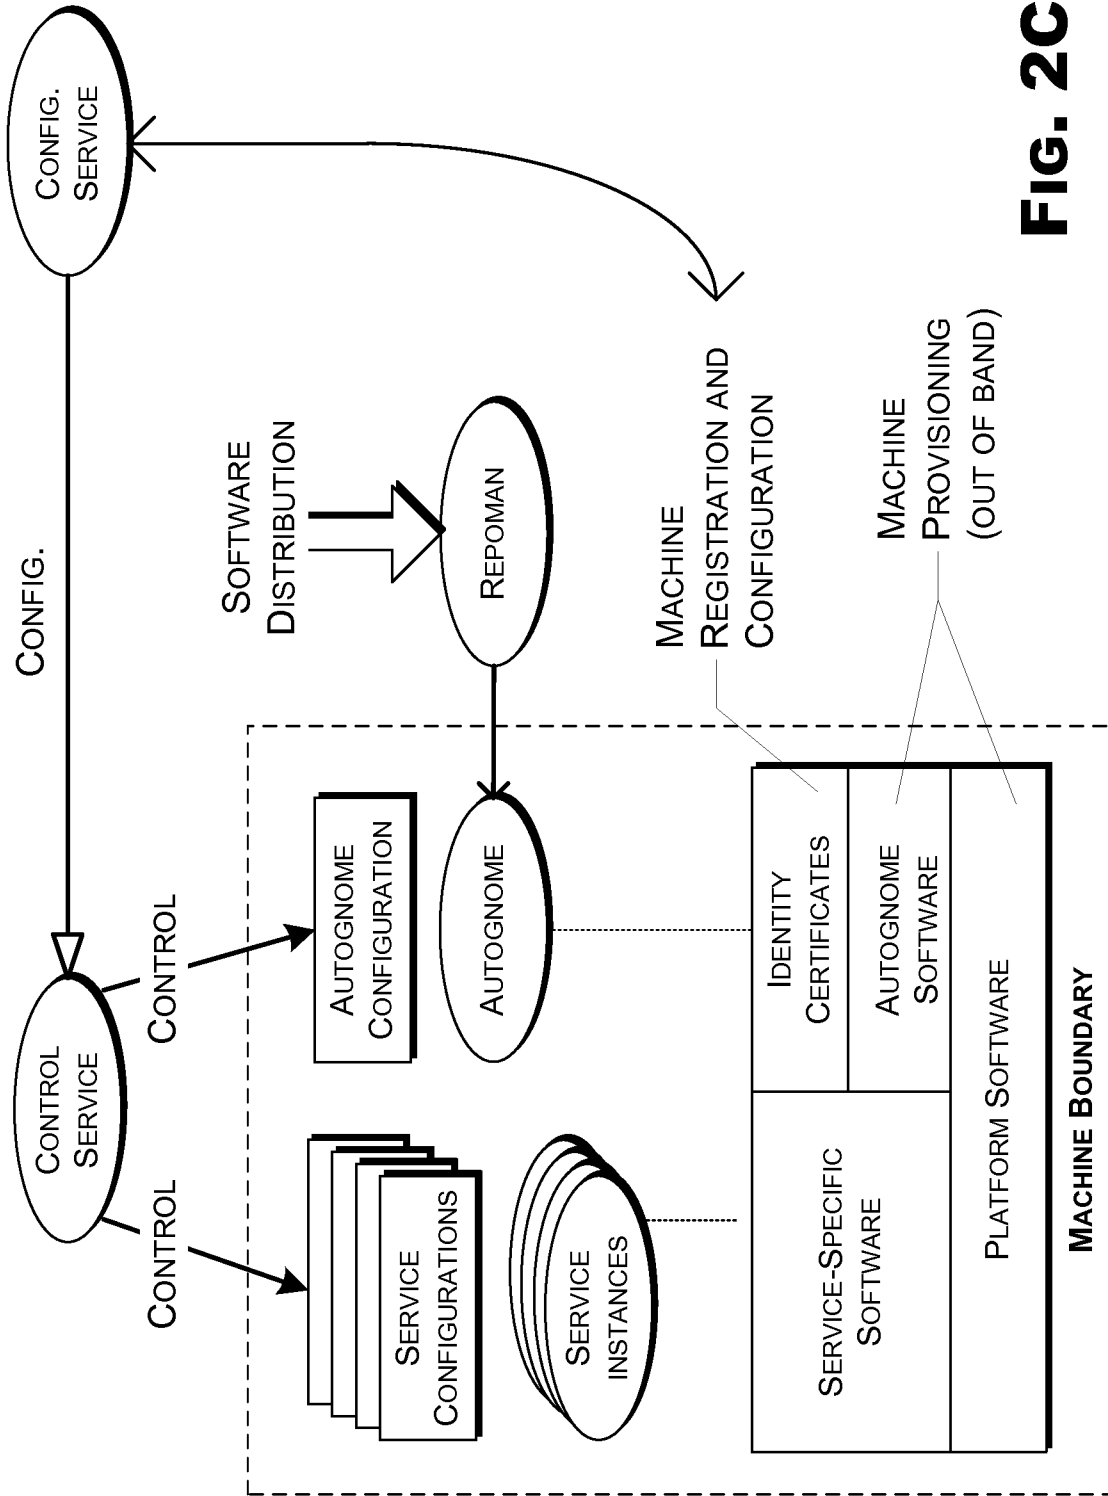 CONFIG.
SERVICE
CONFIG.
CONTROL
SERVICE
CONTROL
CONTROL
SOFTWARE
DISTRIBUTION
REPOMAN
AUTOGNOME
CONFIGURATION
AUTOGNOME
SERVICE
CONFIGURATIONS
SERVICE
INSTANCES
MACHINE
REGISTRATION AND
CONFIGURATION
MACHINE
PROVISIONING
(OUT OF BAND)
IDENTITY
CERTIFICATES
AUTOGNOME
SOFTWARE
SERVICE-SPECIFIC
SOFTWARE
PLATFORM SOFTWARE
MACHINE BOUNDARY
FIG. 2C